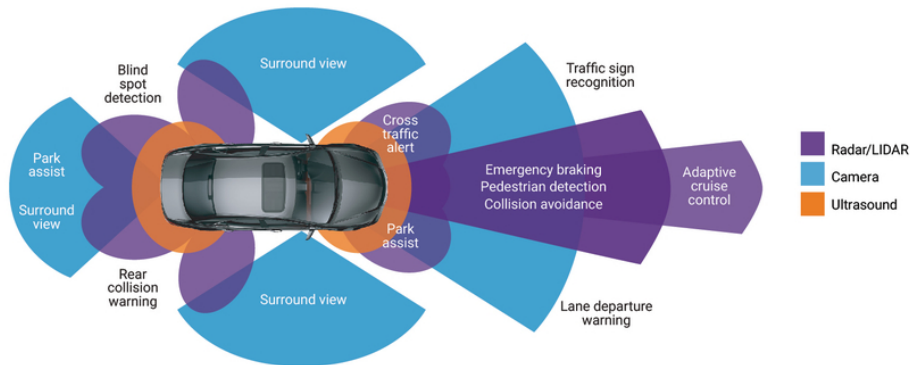 Blind
spot
detection
Surround view
Traffic sign
recognition
Park
assist
Surround
view
Cross
traffic
alert
Emergency braking
Pedestrian detection
Collision avoidance
Adaptive
cruise
control
Radar/LIDAR
Camera
Ultrasound
Park
assist
Rear
collision
warning
Surround view
Lane departure
warning